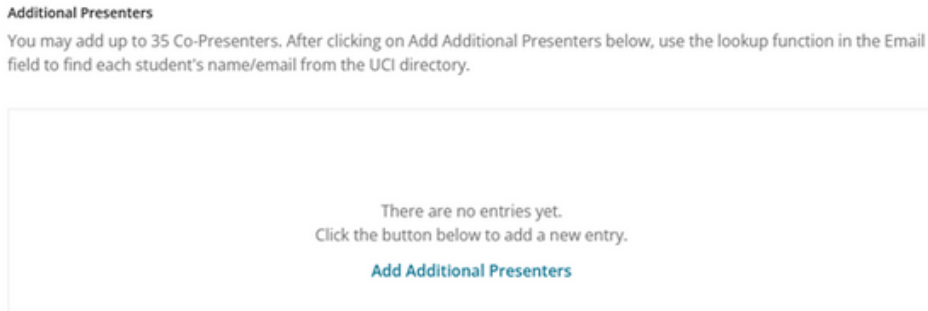 Additional Presenters
You may add up to 35 Co-Presenters. After clicking on Add Additional Presenters below, use the lookup function in the Email
field to find each student's name/email from the UCI directory.
There are no entries yet.
Click the button below to add a new entry.
Add Additional Presenters